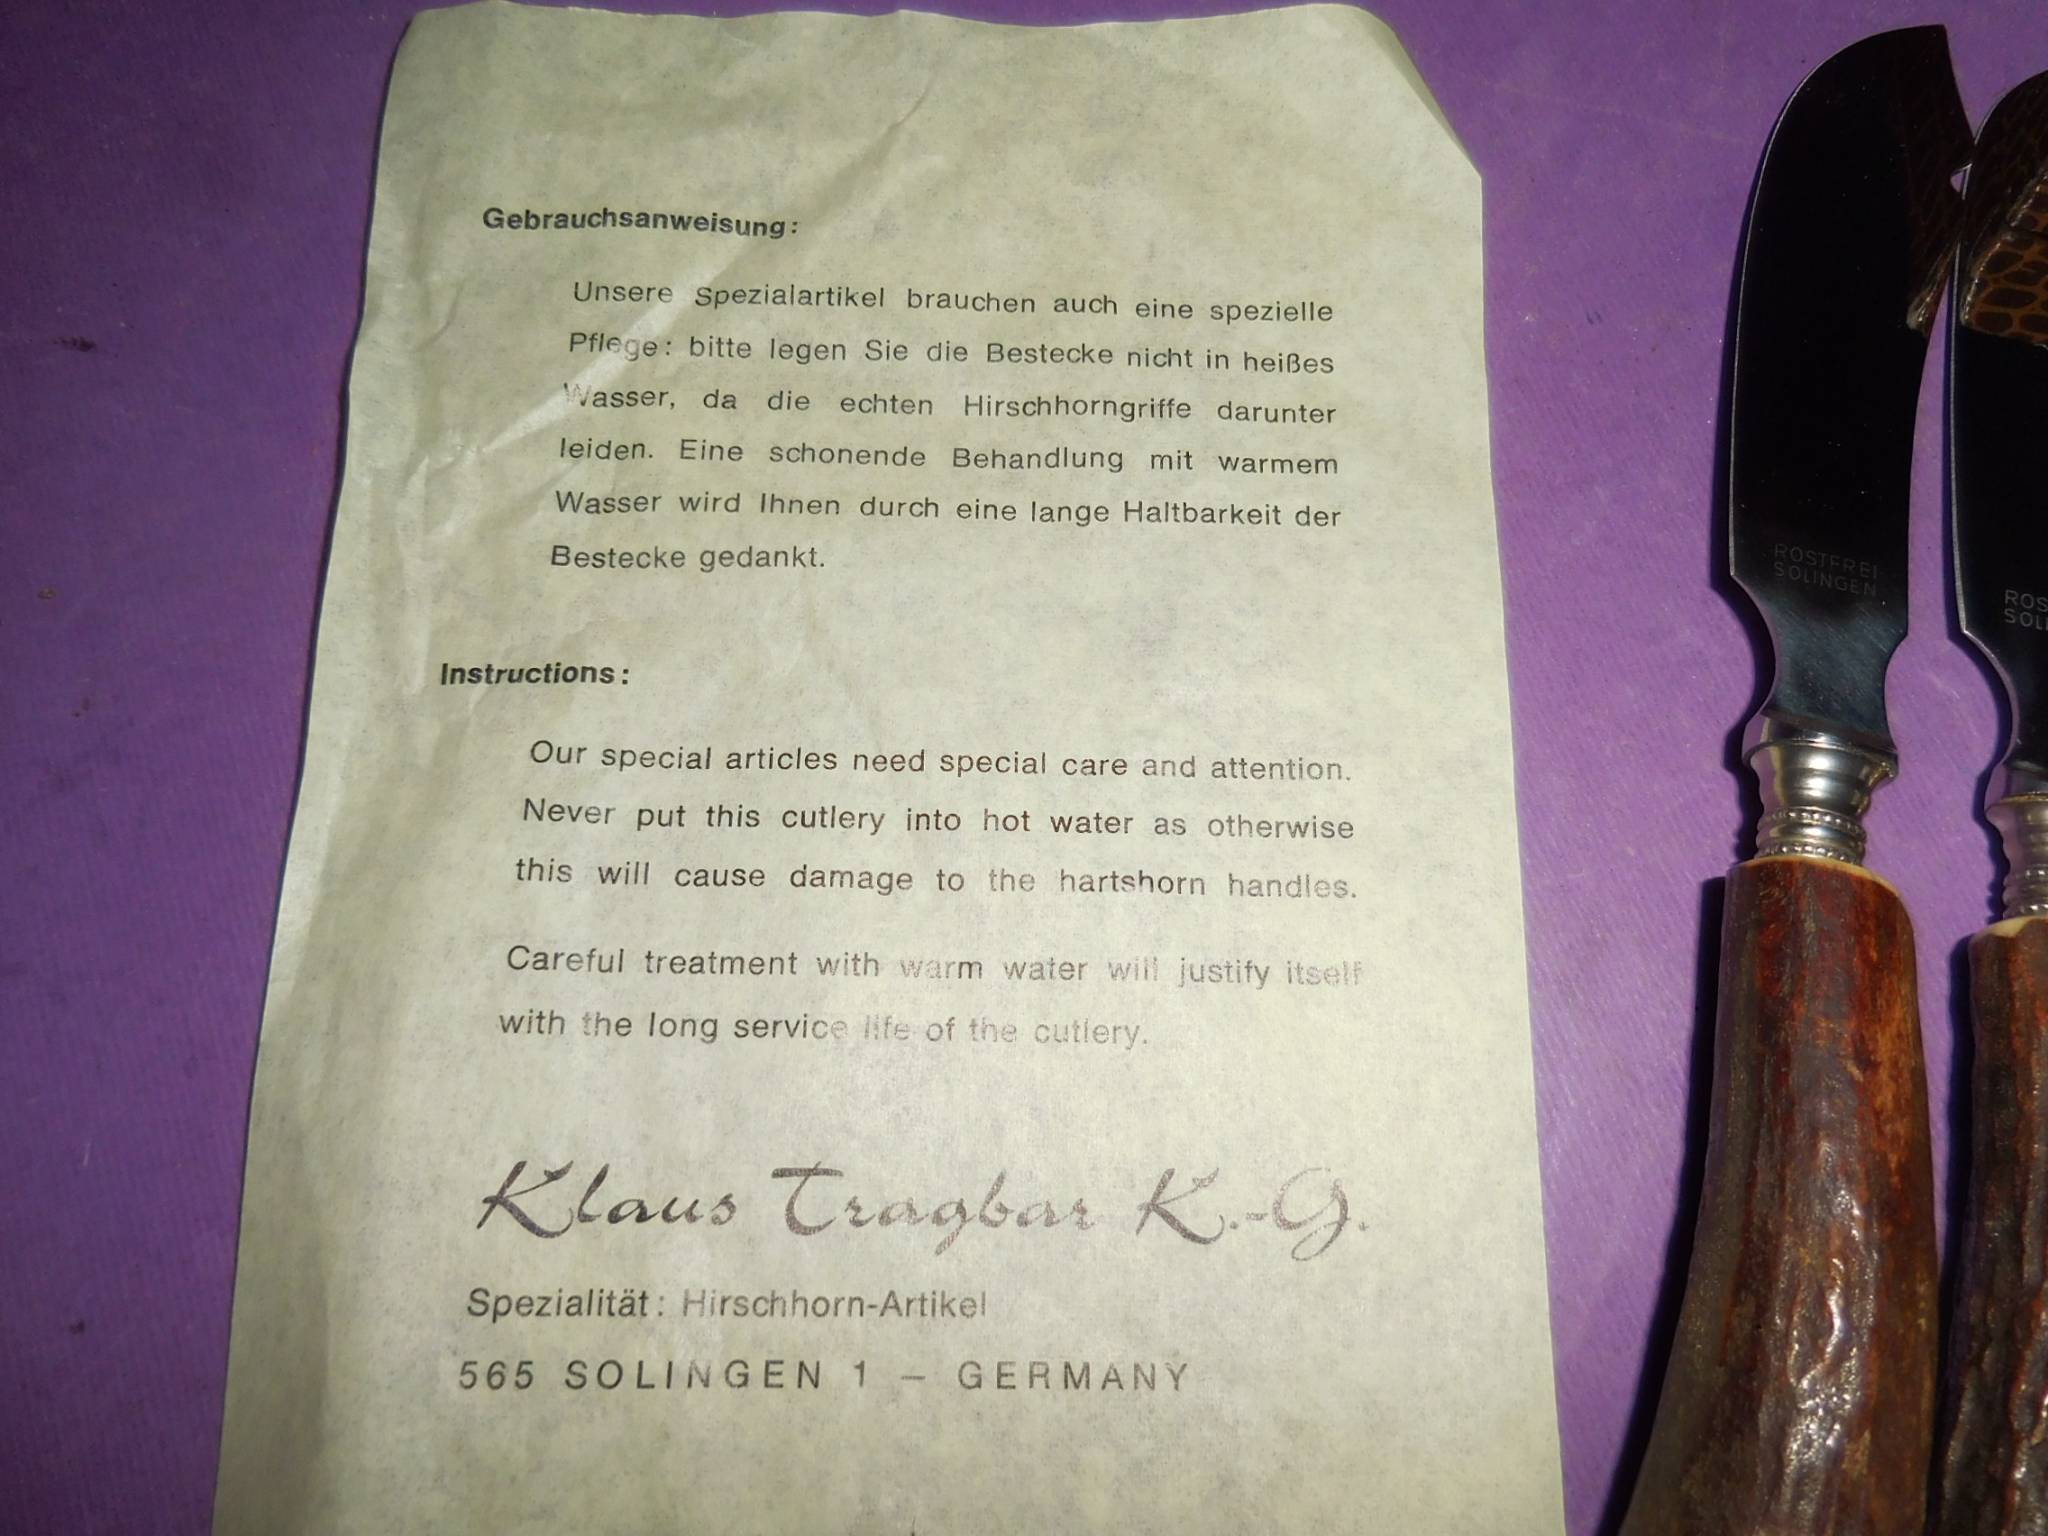 Gebrauchsanweisung:
Unsere Spezialartikel brauchen auch eine spezielle
Pflege: bitte legen Sie die Bestecke nicht in heißes
Wasser, da die echten Hirschhorngriffe darunter
leiden. Eine schonende Behandlung mit warmem
Wasser wird Ihnen durch eine lange Haltbarkeit der
Bestecke gedankt.
Instructions:
Our special articles need special care and attention.
Never put this cutlery into hot water as otherwise
this will cause damage to the hartshorn handles.
Careful treatment with warm water will justify itself
with the long service life of the cutlery.
Klaus Tragbar K.-G.
Spezialität: Hirschhorn-Artikel
565 SOLINGEN 1 – GERMANY
ROSTFREI
SOLINGEN
ROS
SOLI